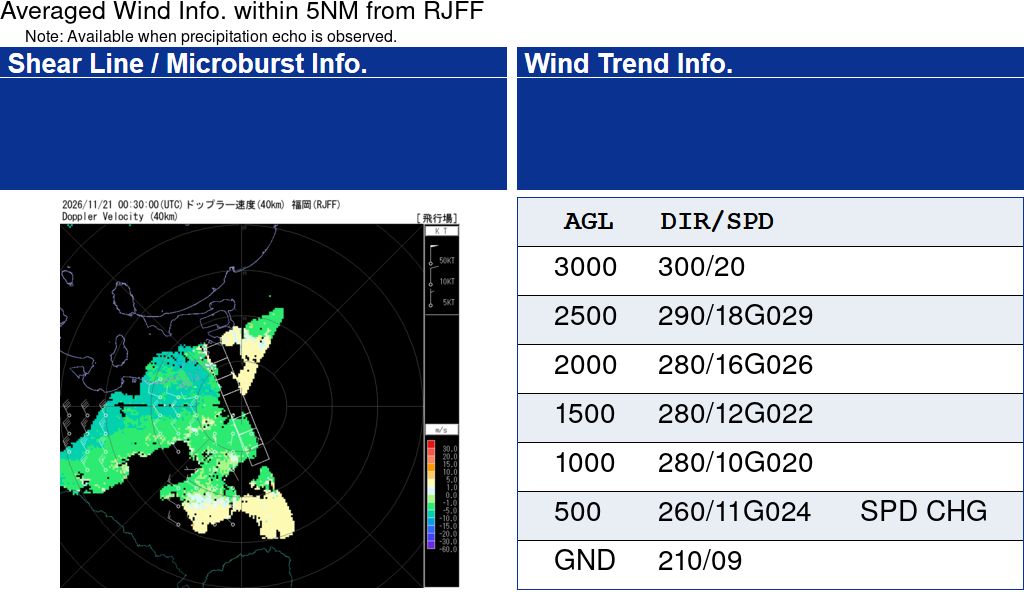 Averaged Wind Info. within 5NM from RJFF
Note: Available when precipitation echo is observed.
Shear Line / Microburst Info.
Wind Trend Info.
2026/11/21 00:30:00(UTC) ドップラー速度(40km) 福岡(RJFF)
Doppler Velocity (40km)
[飛行場]
KT
50KT
10KT
5KT
m/s
30.0
20.0
15.0
10.0
5.0
1.0
0.0
-1.0
-5.0
-10.0
-15.0
-20.0
-30.0
-60.0
AGL DIR/SPD
3000 300/20
2500 290/18G029
2000 280/16G026
1500 280/12G022
1000 280/10G020
500 260/11G024 SPD CHG
GND 210/09